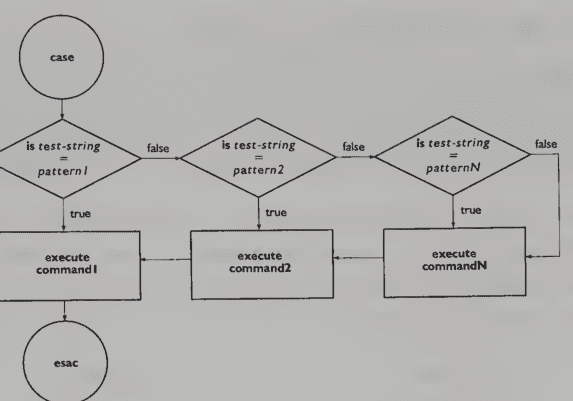 case
is test-string
=
pattern1
false
is test-string
=
pattern2
false
is test-string
=
patternN
false
true
true
true
execute
command1
execute
command2
execute
commandN
esac